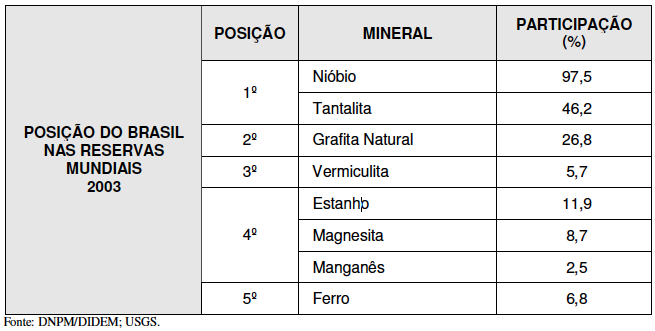 POSIÇÃO DO BRASIL
NAS RESERVAS
MUNDIAIS
2003
POSIÇÃO MINERAL PARTICIPAÇÃO
(%)
1º Nióbio 97,5
Tantalita 46,2
2º Grafita Natural 26,8
3º Vermiculita 5,7
4º Estanho 11,9
Magnesita 8,7
Manganês 2,5
5º Ferro 6,8
Fonte: DNPM/DIDEM; USGS.